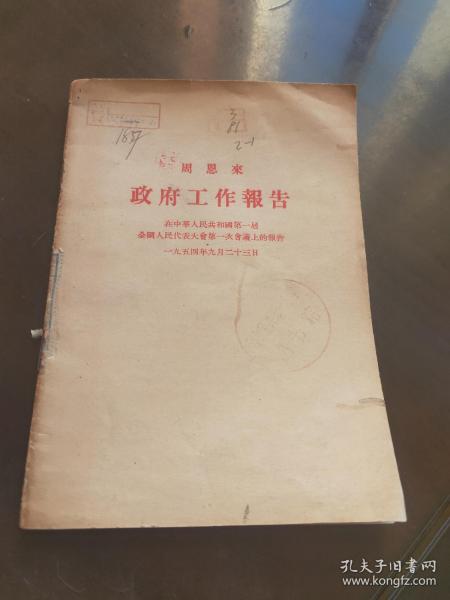 1657
2-1
周恩來
政府工作報告
在中華人民共和國第一屆
全國人民代表大會第一次會議上的報告
一九五四年九月二十三日
孔夫子旧书网
www.kongfz.com